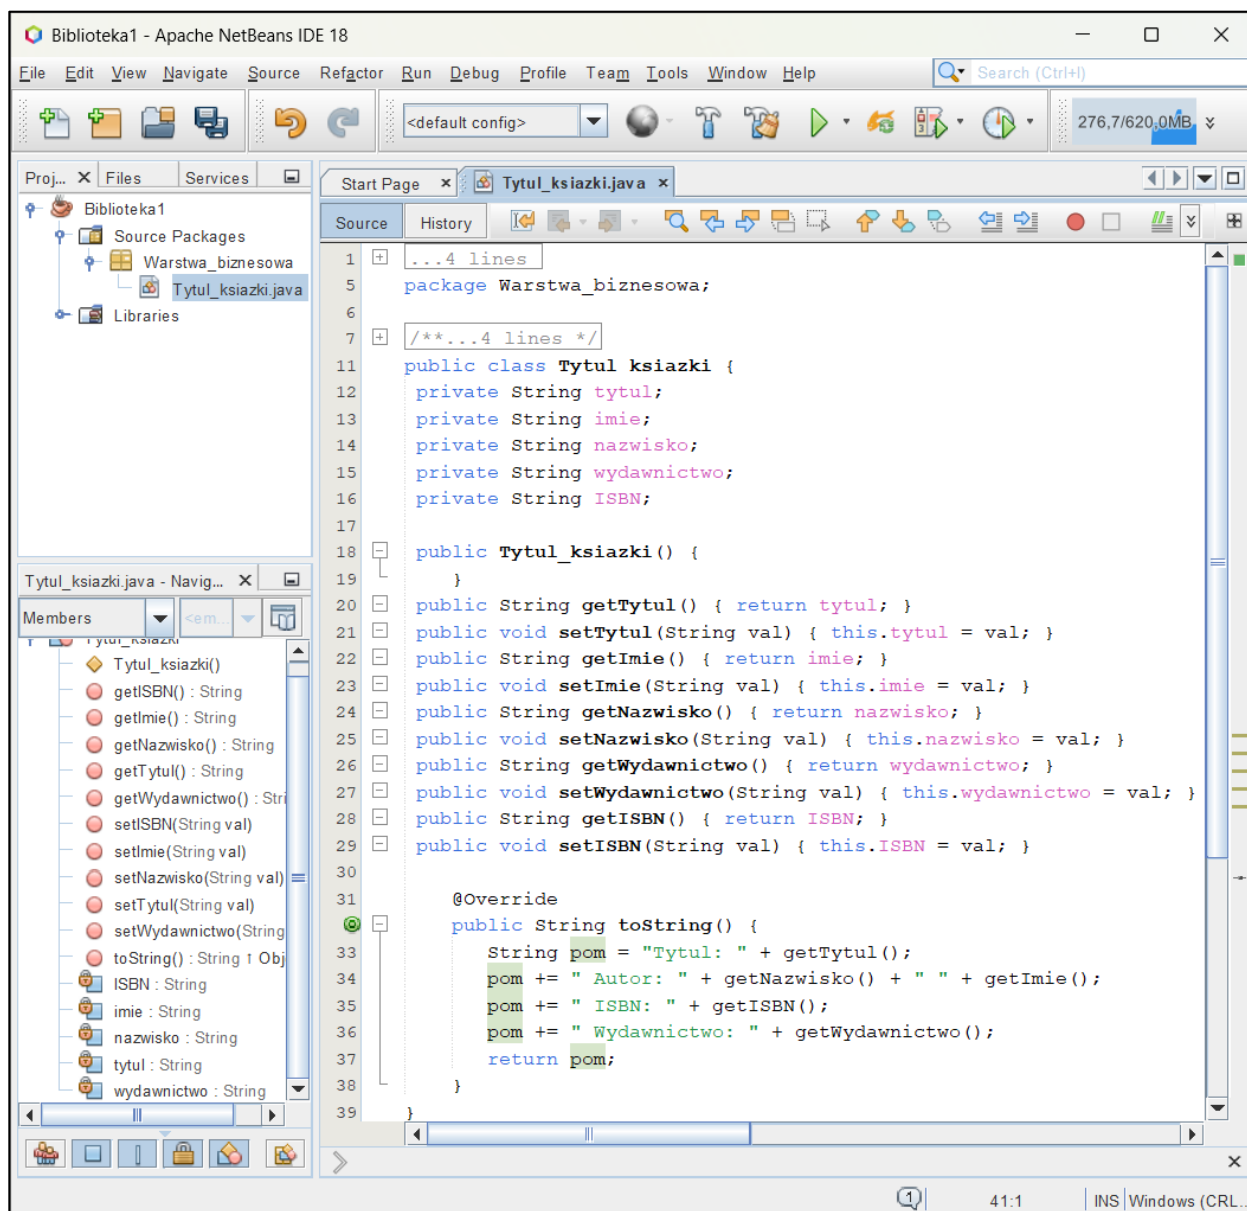 Biblioteka1 - Apache NetBeans IDE 18
File Edit View Navigate Source Refactor Run Debug Profile Team Tools Window Help
Search (Ctrl+I)
<default config>
276,7/620,0MB
Proj... Files Services
Biblioteka1
Source Packages
Warstwa_biznesowa
Tytul_ksiazki.java
Libraries
Tytul_ksiazki.java - Navig...
Members <em...
Tytul_ksiazki
Tytul_ksiazki()
getISBN() : String
getImie() : String
getNazwisko() : String
getTytul() : String
getWydawnictwo() : Stri
setISBN(String val)
setImie(String val)
setNazwisko(String val)
setTytul(String val)
setWydawnictwo(String
toString() : String ↑ Obj
ISBN : String
imie : String
nazwisko : String
tytul : String
wydawnictwo : String
Start Page Tytul_ksiazki.java
Source History
1 ...4 lines
5 package Warstwa_biznesowa;
6
7 /**...4 lines */
11 public class Tytul ksiazki {
12 private String tytul;
13 private String imie;
14 private String nazwisko;
15 private String wydawnictwo;
16 private String ISBN;
17
18 public Tytul_ksiazki() {
19 }
20 public String getTytul() { return tytul; }
21 public void setTytul(String val) { this.tytul = val; }
22 public String getImie() { return imie; }
23 public void setImie(String val) { this.imie = val; }
24 public String getNazwisko() { return nazwisko; }
25 public void setNazwisko(String val) { this.nazwisko = val; }
26 public String getWydawnictwo() { return wydawnictwo; }
27 public void setWydawnictwo(String val) { this.wydawnictwo = val; }
28 public String getISBN() { return ISBN; }
29 public void setISBN(String val) { this.ISBN = val; }
30
31 @Override
public String toString() {
33 String pom = "Tytul: " + getTytul();
34 pom += " Autor: " + getNazwisko() + " " + getImie();
35 pom += " ISBN: " + getISBN();
36 pom += " Wydawnictwo: " + getWydawnictwo();
37 return pom;
38 }
39 }
1 41:1 INS Windows (CRL...